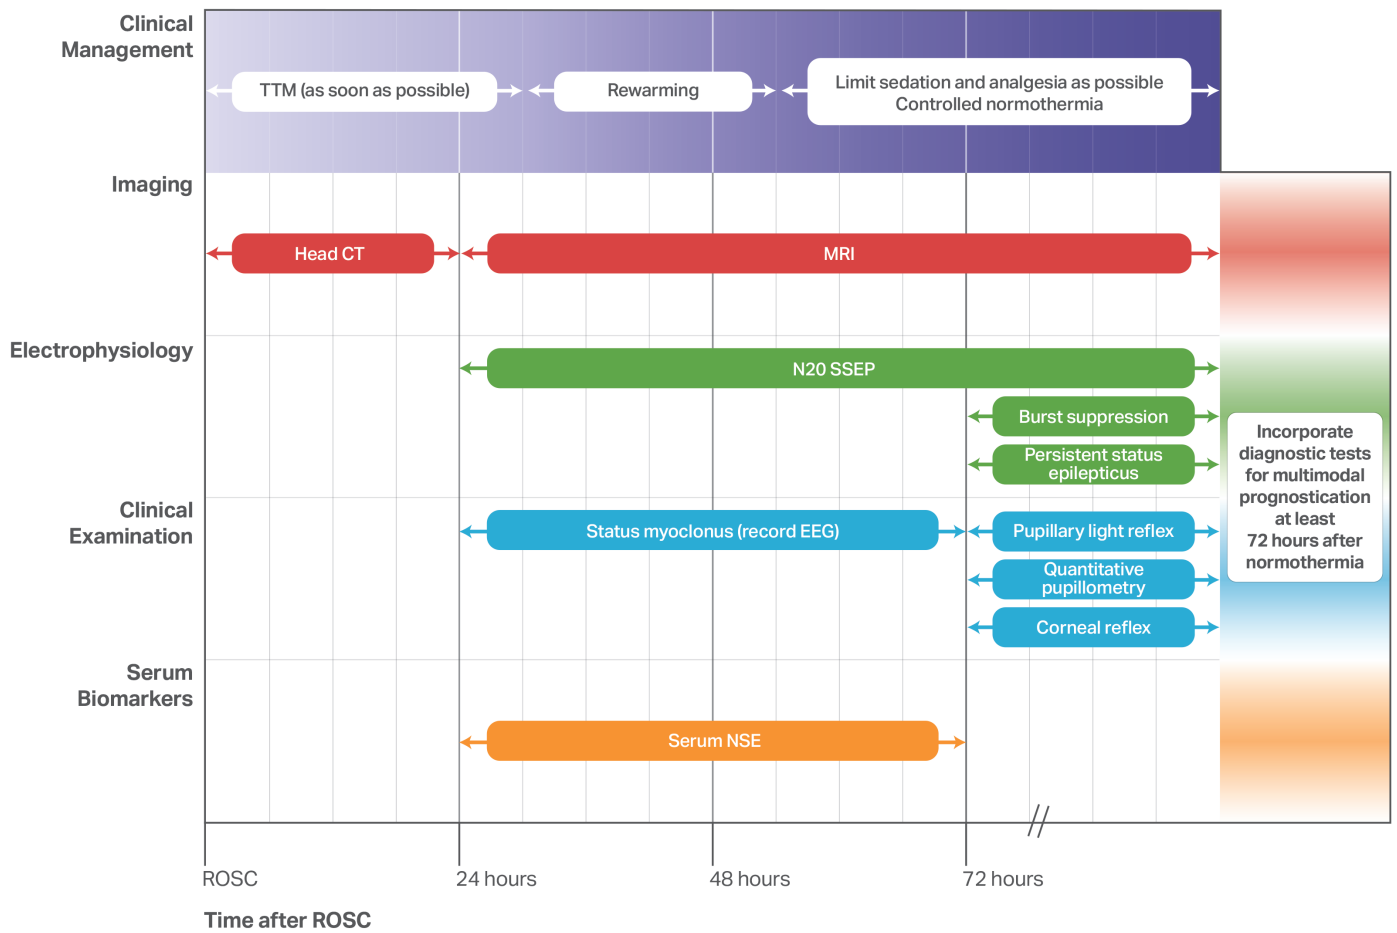 Clinical
Management
TTM (as soon as possible)
Rewarming
Limit sedation and analgesia as possible
Controlled normothermia
Imaging
Head CT
MRI
Electrophysiology
N20 SSEP
Burst suppression
Persistent status
epilepticus
Incorporate
diagnostic tests
for multimodal
prognostication
at least
72 hours after
normothermia
Clinical
Examination
Status myoclonus (record EEG)
Pupillary light reflex
Quantitative
pupillometry
Corneal reflex
Serum
Biomarkers
Serum NSE
ROSC
24 hours
48 hours
72 hours
Time after ROSC